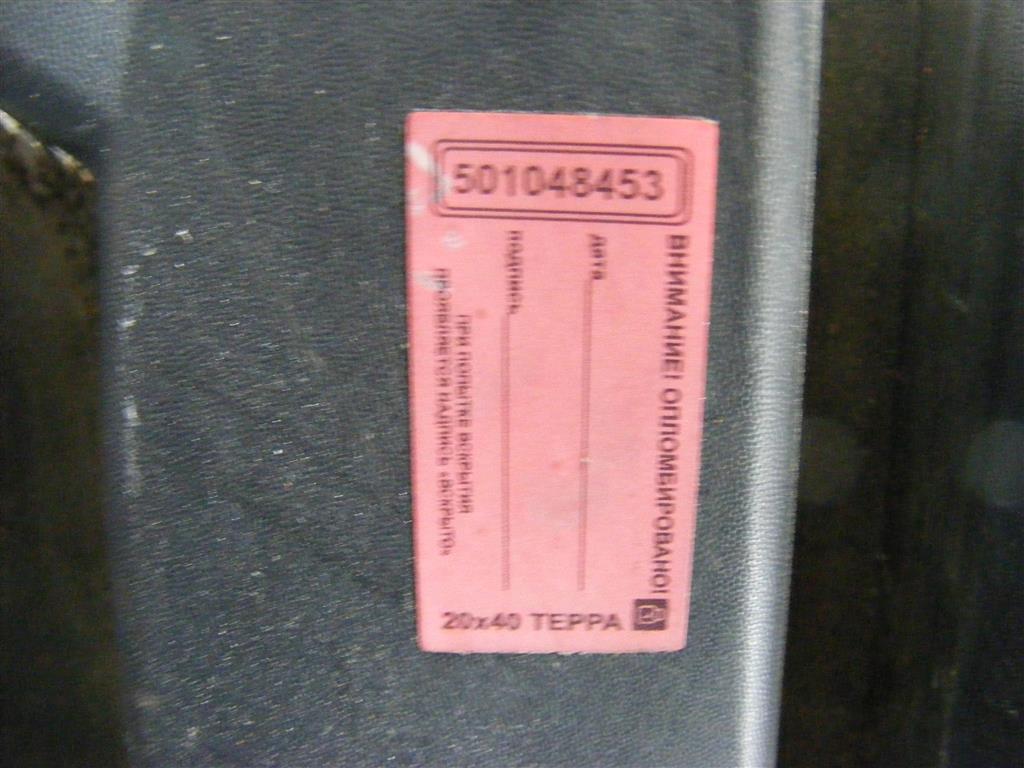 501048453
ВНИМАНИЕ! ОПЛОМБИРОВАНО!
Дата
подпись
ПРИ ПОПЫТКЕ ВСКРЫТИЯ
ПРОЯВЛЯЕТСЯ НАДПИСЬ «ВСКРЫТО»
20x40 ТЕРРА